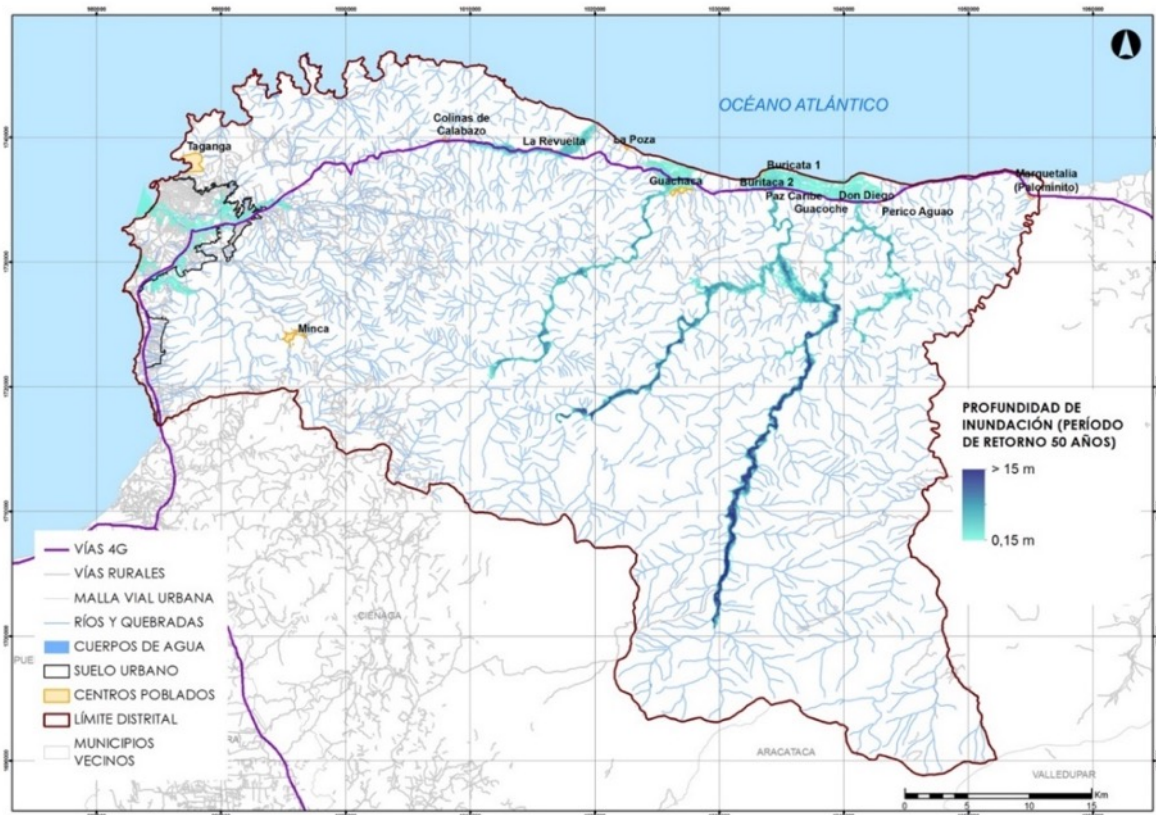 OCÉANO ATLÁNTICO
Colinas de
Calabazo
La Revuelta
La Poza
Taganga
Buricata 1
Guachaca
Buritaca 2
Marquetalia
(Palominito)
Paz Caribe
Don Diego
Guacoche
Perico Aguao
Minca
PROFUNDIDAD DE
INUNDACIÓN (PERÍODO
DE RETORNO 50 AÑOS)
> 15 m
0,15 m
VÍAS 4G
VÍAS RURALES
MALLA VIAL URBANA
RÍOS Y QUEBRADAS
CUERPOS DE AGUA
SUELO URBANO
CENTROS POBLADOS
LÍMITE DISTRITAL
MUNICIPIOS
VECINOS
CIÉNAGA
PUE
ARACATACA
VALLEDUPAR
Km
0 5 10 15